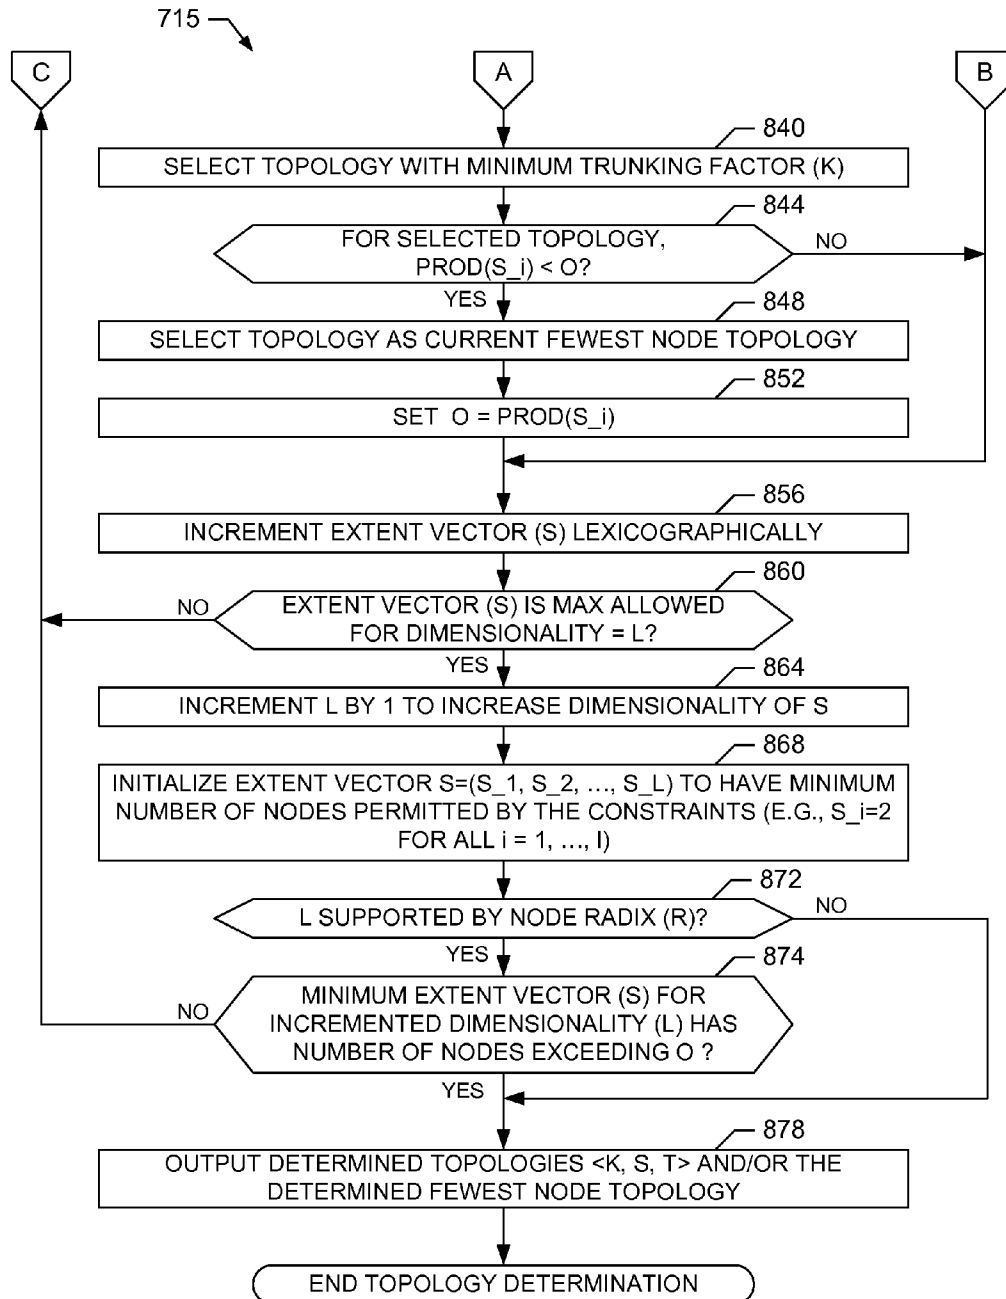 715
C
A
B
840
SELECT TOPOLOGY WITH MINIMUM TRUNKING FACTOR (K)
844
FOR SELECTED TOPOLOGY,
PROD(S_i) < O?
NO
YES
848
SELECT TOPOLOGY AS CURRENT FEWEST NODE TOPOLOGY
852
SET O = PROD(S_i)
856
INCREMENT EXTENT VECTOR (S) LEXICOGRAPHICALLY
860
NO
EXTENT VECTOR (S) IS MAX ALLOWED
FOR DIMENSIONALITY = L?
YES
864
INCREMENT L BY 1 TO INCREASE DIMENSIONALITY OF S
868
INITIALIZE EXTENT VECTOR S=(S_1, S_2, ..., S_L) TO HAVE MINIMUM
NUMBER OF NODES PERMITTED BY THE CONSTRAINTS (E.G., S_i=2
FOR ALL i = 1, ..., l)
872
L SUPPORTED BY NODE RADIX (R)?
NO
YES
874
NO
MINIMUM EXTENT VECTOR (S) FOR
INCREMENTED DIMENSIONALITY (L) HAS
NUMBER OF NODES EXCEEDING O ?
YES
878
OUTPUT DETERMINED TOPOLOGIES <K, S, T> AND/OR THE
DETERMINED FEWEST NODE TOPOLOGY
END TOPOLOGY DETERMINATION